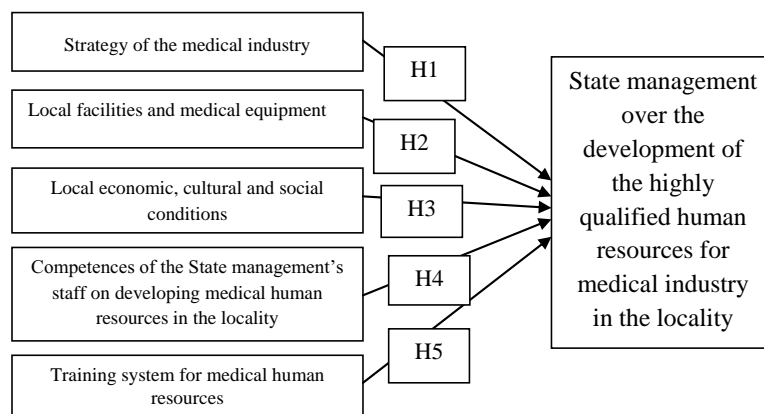 Strategy of the medical industry
H1
Local facilities and medical equipment
H2
Local economic, cultural and social
conditions
H3
Competences of the State management's
staff on developing medical human
resources in the locality
H4
Training system for medical human
resources
H5
State management
over the
development of
the highly
qualified human
resources for
medical industry
in the locality